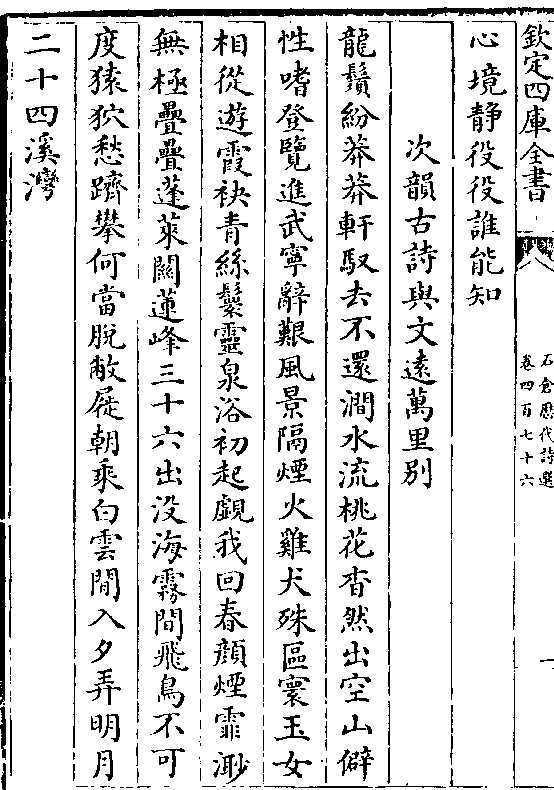 欽定四庫全書
石倉歴代詩選
卷四百七十六
一
心境静役役誰能知
次韻古詩與文遠萬里别
龍鬚紛莽莽軒馭去不還澗水流桃花杳然出空山僻
性嗜登覽進武寧辭艱風景隔煙火雞犬殊區寰玉女
相從遊霞袂青絲鬟靈泉浴初起覷我回春顔煙霏渺
無極疊疊蓬萊闗蓮峰三十六出没海霧間飛鳥不可
度猿狖愁躋攀何當脱敝屣朝乘白雲間入夕弄明月
二十四溪灣